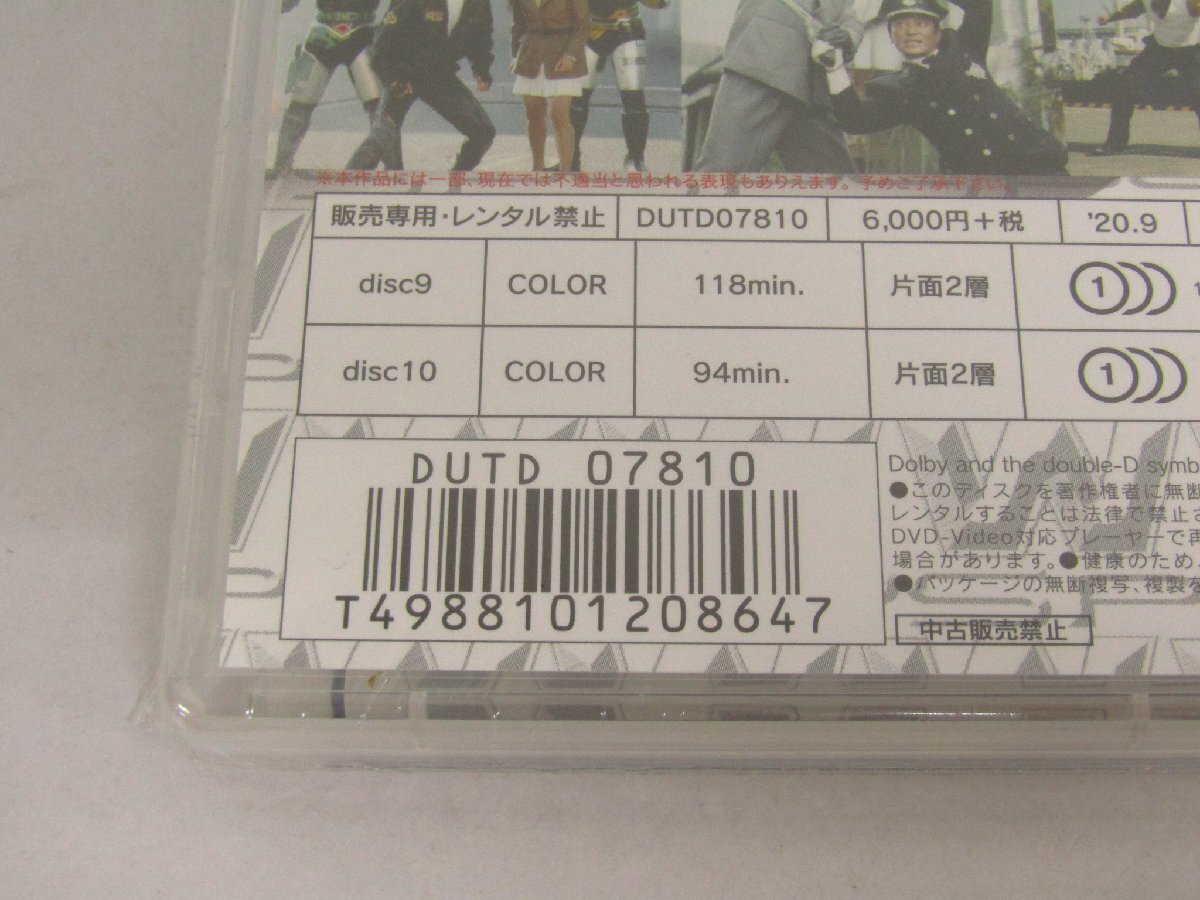 ※本作品には一部、現在では不適当と思われる表現もありえます。予めご了承下さい。
販売専用・レンタル禁止 DUTD07810 6,000円+税 '20.9
disc9 COLOR 118min. 片面2層 1
disc10 COLOR 94min. 片面2層 1
DUTD 07810
T4988101208647
Dolby and the double-D symb
●このディスクを著作権者に無断
レンタルすることは法律で禁止さ
DVD-Video対応プレーヤーで再
場合があります。●健康のため、
●パッケージの無断複写、複製を
中古販売禁止